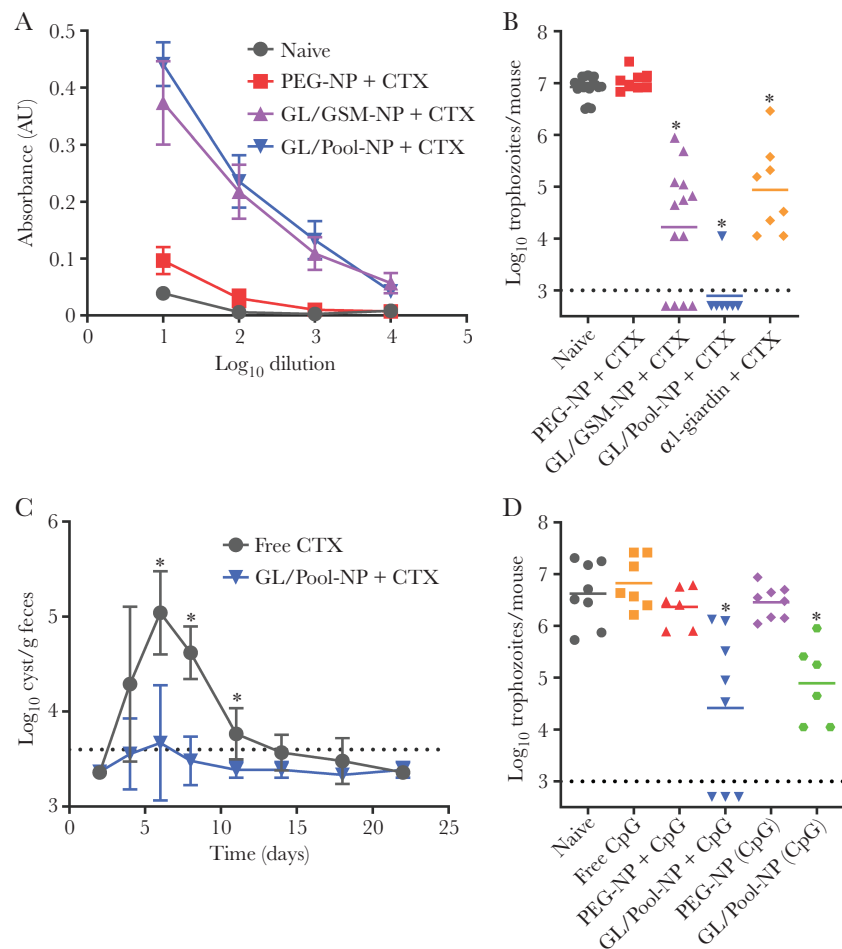 A
Absorbance (AU)
0.5
0.4
0.3
0.2
0.1
0
0
1
2
3
4
5
Log10 dilution
Naive
PEG-NP + CTX
GL/GSM-NP + CTX
GL/Pool-NP + CTX
B
Log10 trophozoites/mouse
8
7
6
5
4
3
*
*
*
Naive
PEG-NP + CTX
GL/GSM-NP + CTX
GL/Pool-NP + CTX
α1-giardin + CTX
C
Log10 cyst/g feces
6
5
4
3
0
5
10
15
20
25
Time (days)
*
*
*
Free CTX
GL/Pool-NP + CTX
D
Log10 trophozoites/mouse
8
7
6
5
4
3
*
*
Naive
Free CpG
PEG-NP + CpG
GL/Pool-NP + CpG
PEG-NP (CpG)
GL/Pool-NP (CpG)